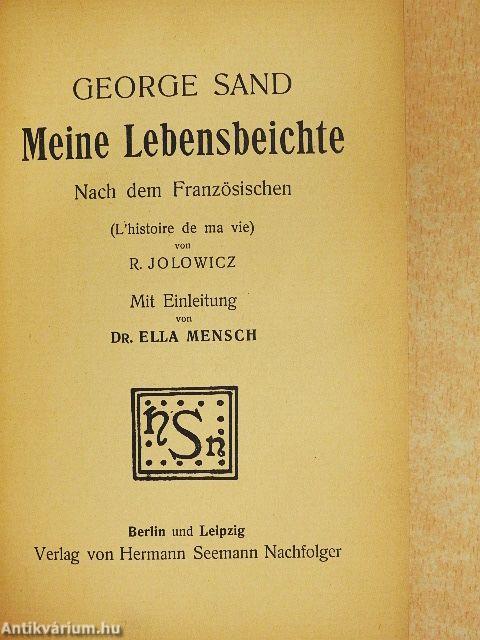 GEORGE SAND
Meine Lebensbeichte
Nach dem Französischen
(L'histoire de ma vie)
von
R. JOLOWICZ
Mit Einleitung
von
DR. ELLA MENSCH
hSn
Berlin und Leipzig
Verlag von Hermann Seemann Nachfolger
Antikvárium.hu